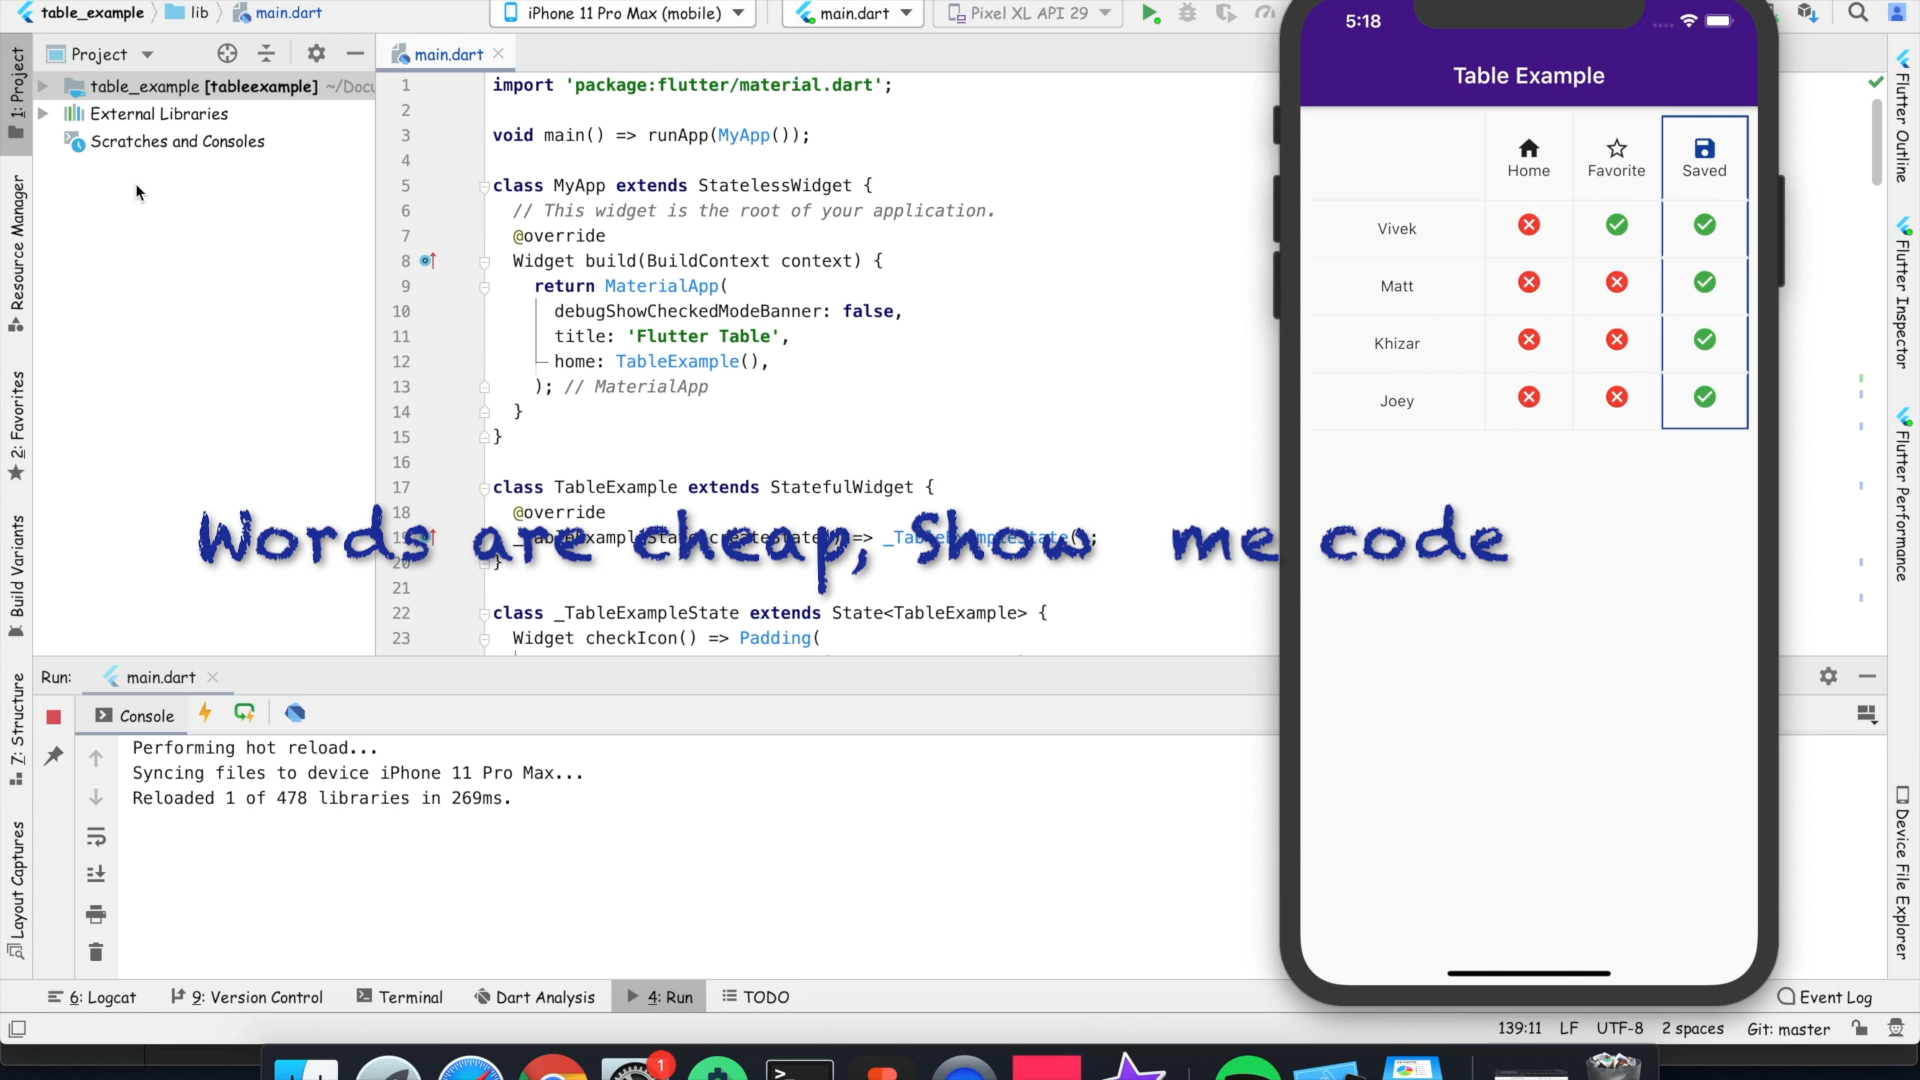 table_example lib main.dart iPhone 11 Pro Max (mobile) main.dart Pixel XL API 29
Project main.dart
table_example [tableexample] ~/Docu
External Libraries
Scratches and Consoles
1 import 'package:flutter/material.dart';
2
3 void main() => runApp(MyApp());
4
5 class MyApp extends StatelessWidget {
6 // This widget is the root of your application.
7 @override
8 Widget build(BuildContext context) {
9 return MaterialApp(
10 debugShowCheckedModeBanner: false,
11 title: 'Flutter Table',
12 home: TableExample(),
13 ); // MaterialApp
14 }
15 }
16
17 class TableExample extends StatefulWidget {
18 @override
19 _TableExampleState createState() => _TableExampleState();
20 }
21
22 class _TableExampleState extends State<TableExample> {
23 Widget checkIcon() => Padding(
Words are cheap, Show me code
5:18
Table Example
Home Favorite Saved
Vivek
Matt
Khizar
Joey
1: Project
Resource Manager
2: Favorites
Build Variants
7: Structure
Layout Captures
Flutter Outline
Flutter Inspector
Flutter Performance
Device File Explorer
Run: main.dart
Console
Performing hot reload...
Syncing files to device iPhone 11 Pro Max...
Reloaded 1 of 478 libraries in 269ms.
6: Logcat 9: Version Control Terminal Dart Analysis 4: Run TODO Event Log
139:11 LF UTF-8 2 spaces Git: master
1